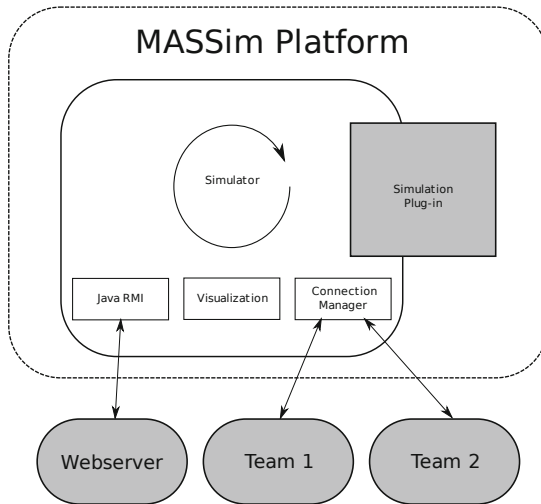 MASSim Platform
Simulator
Simulation
Plug-in
Java RMI
Visualization
Connection
Manager
Webserver
Team 1
Team 2